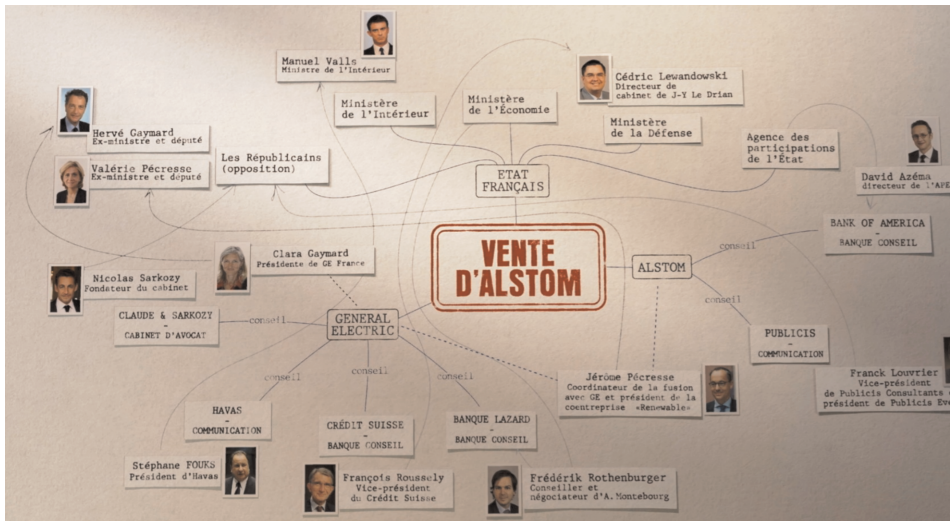 Manuel Valls
Ministre de l'Intérieur
Cédric Lewandowski
Directeur de
cabinet de J-Y Le Drian
Ministère
de l'Intérieur
Ministère
de l'Économie
Ministère
de la Défense
Agence des
participations
de l'État
Hervé Gaymard
Ex-ministre et député
Valérie Pécresse
Ex-ministre et député
Les Républicains
(opposition)
ETAT
FRANÇAIS
David Azéma
directeur de l'APE
BANK OF AMERICA
-
BANQUE CONSEIL
VENTE
D'ALSTOM
ALSTOM
conseil
conseil
Clara Gaymard
Présidente de GE France
Nicolas Sarkozy
Fondateur du cabinet
CLAUDE & SARKOZY
-
CABINET D'AVOCAT
conseil
GENERAL
ELECTRIC
PUBLICIS
-
COMMUNICATION
conseil
conseil
conseil
Jérôme Pécresse
Coordinateur de la fusion
avec GE et président de la
coentreprise «Renewable»
Franck Louvrier
Vice-président
de Publicis Consultants
président de Publicis Eve
HAVAS
-
COMMUNICATION
CRÉDIT SUISSE
-
BANQUE CONSEIL
BANQUE LAZARD
-
BANQUE CONSEIL
Stéphane FOUKS
Président d'Havas
François Roussely
Vice-président
du Crédit Suisse
Frédérik Rothenburger
Conseiller et
négociateur d'A.Montebourg